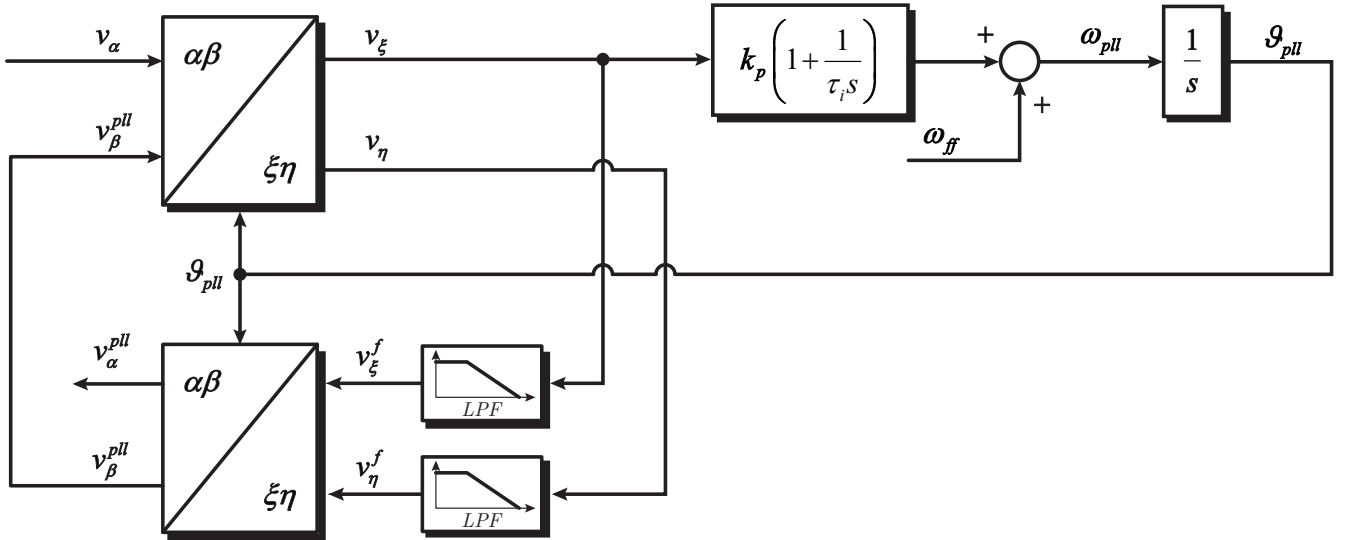 v_α
αβ
v_ξ
k_p(1+1/(τ_i s))
+
ω_pll
1/s
ϑ_pll
v_β^pll
ξη
v_η
ω_ff
+
ϑ_pll
v_α^pll
αβ
v_ξ^f
LPF
v_β^pll
ξη
v_η^f
LPF